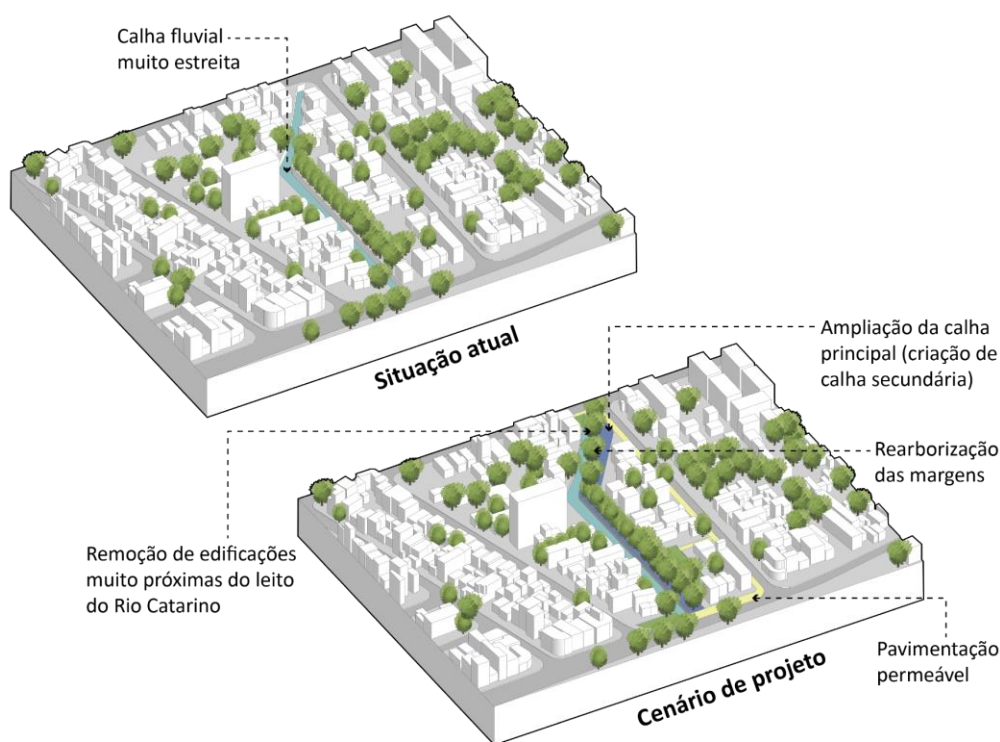 Calha fluvial
muito estreita
Situação atual
Ampliação da calha
principal (criação de
calha secundária)
Rearborização
das margens
Remoção de edificações
muito próximas do leito
do Rio Catarino
Pavimentação
permeável
Cenário de projeto